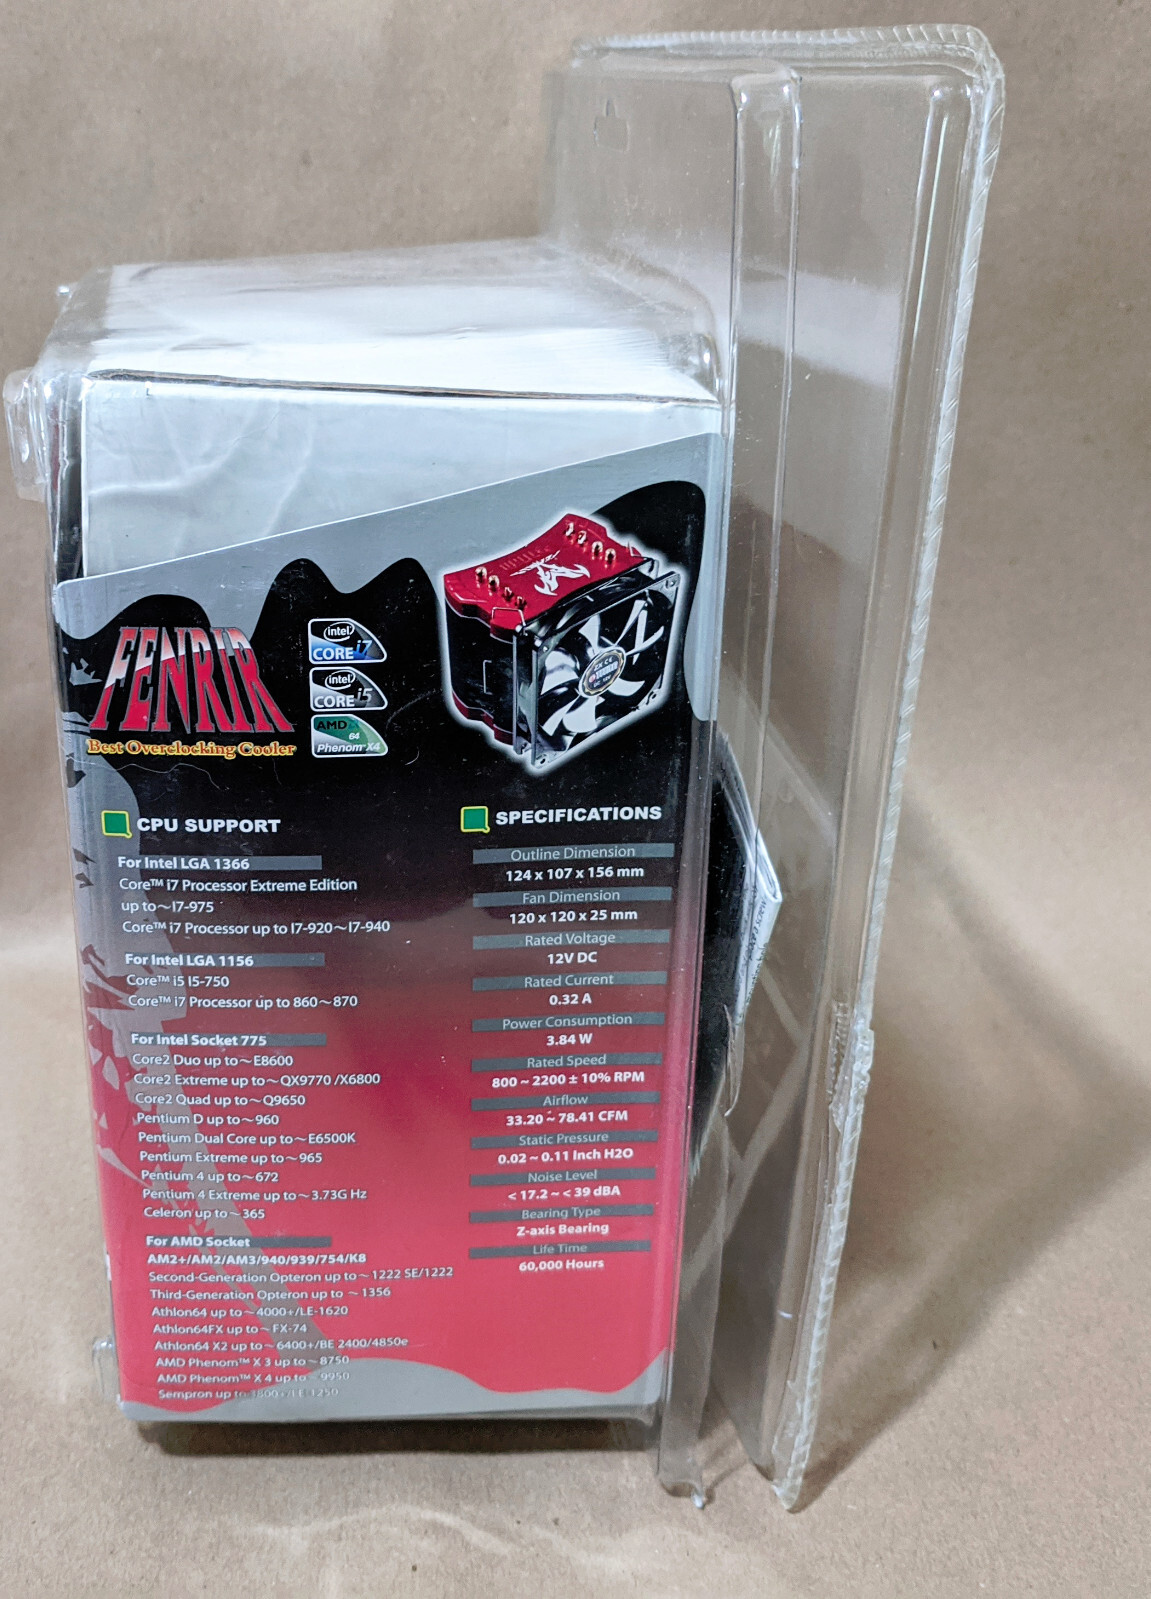 FENRIR
Best Overclocking Cooler
intel
CORE i7
intel
CORE i5
AMD
64
Phenom X4
CPU SUPPORT
For Intel LGA 1366
Core™ i7 Processor Extreme Edition
up to~I7-975
Core™ i7 Processor up to I7-920~I7-940
For Intel LGA 1156
Core™ i5 I5-750
Core™ i7 Processor up to 860~870
For Intel Socket 775
Core2 Duo up to~E8600
Core2 Extreme up to~QX9770 /X6800
Core2 Quad up to~Q9650
Pentium D up to~960
Pentium Dual Core up to~E6500K
Pentium Extreme up to~965
Pentium 4 up to~672
Pentium 4 Extreme up to~3.73G Hz
Celeron up to~365
For AMD Socket
AM2+/AM2/AM3/940/939/754/K8
Second-Generation Opteron up to~1222 SE/1222
Third-Generation Opteron up to ~1356
Athlon64 up to~4000+/LE-1620
Athlon64FX up to~FX-74
Athlon64 X2 up to~6400+/BE 2400/4850e
AMD Phenom™ X 3 up to~8750
AMD Phenom™ X 4 up to~9950
Sempron up to~3800+/LE-1250
SPECIFICATIONS
Outline Dimension
124 x 107 x 156 mm
Fan Dimension
120 x 120 x 25 mm
Rated Voltage
12V DC
Rated Current
0.32 A
Power Consumption
3.84 W
Rated Speed
800 ~ 2200 ± 10% RPM
Airflow
33.20 ~ 78.41 CFM
Static Pressure
0.02 ~ 0.11 Inch H2O
Noise Level
< 17.2 ~ < 39 dBA
Bearing Type
Z-axis Bearing
Life Time
60,000 Hours